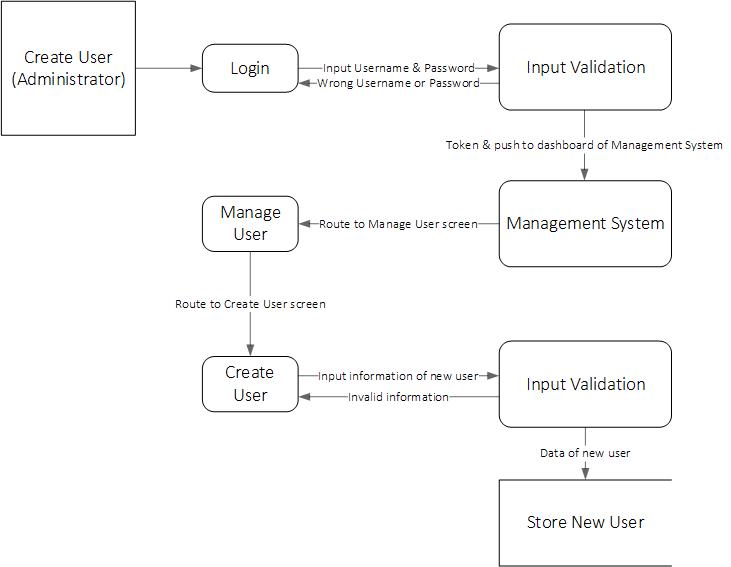 Create User
(Administrator)
Login
Input Username & Password
Wrong Username or Password
Input Validation
Token & push to dashboard of Management System
Manage
User
Route to Manage User screen
Management System
Route to Create User screen
Create
User
Input information of new user
Invalid information
Input Validation
Data of new user
Store New User